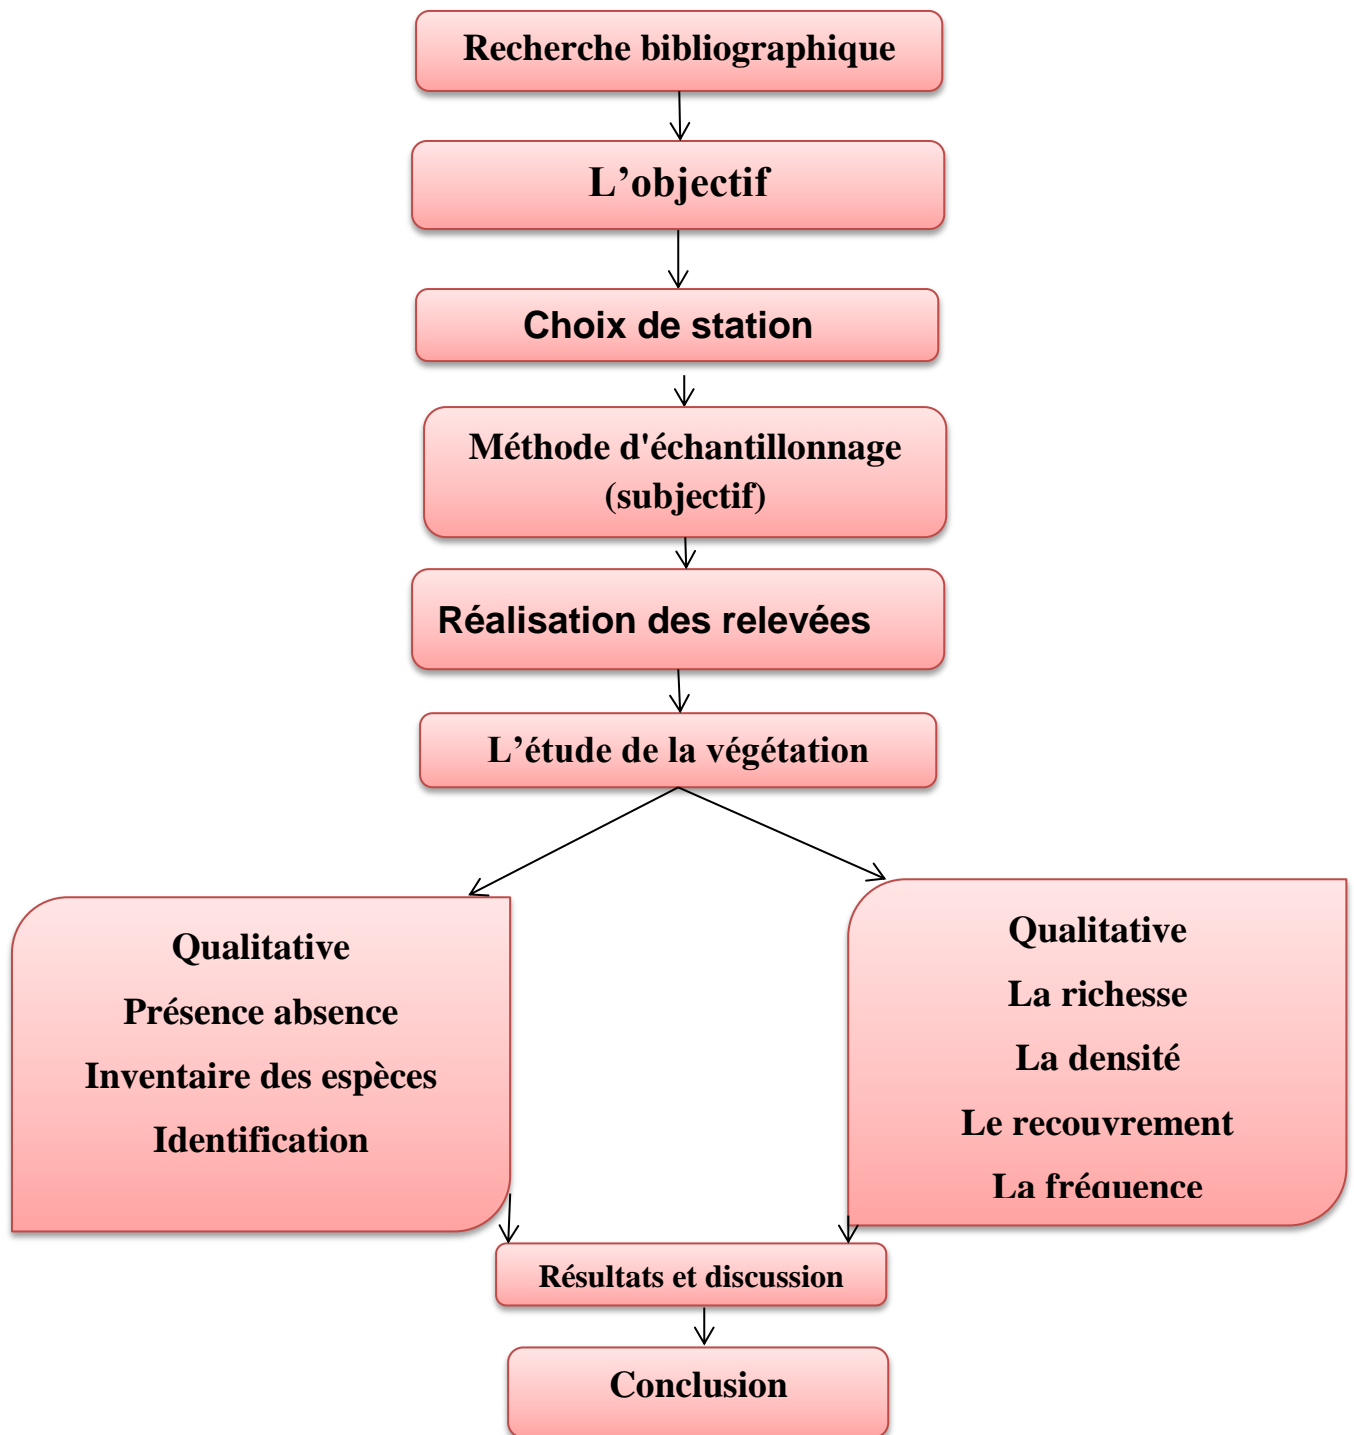 Recherche bibliographique
L’objectif
Choix de station
Méthode d'échantillonnage
(subjectif)
Réalisation des relevées
L’étude de la végétation
Qualitative
Présence absence
Inventaire des espèces
Identification
Qualitative
La richesse
La densité
Le recouvrement
La fréquence
Résultats et discussion
Conclusion